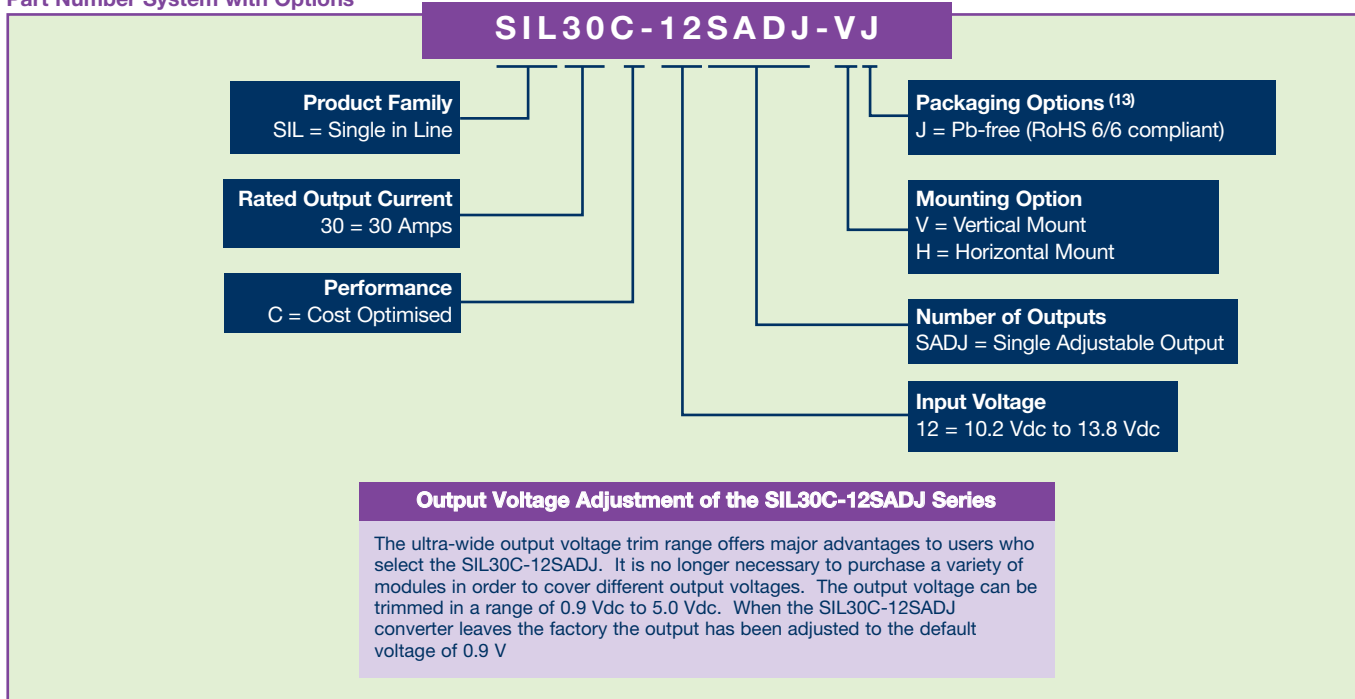 Part Number System with Options
SIL30C-12SADJ-VJ
Product Family
SIL = Single in Line
Rated Output Current
30 = 30 Amps
Performance
C = Cost Optimised
Packaging Options (13)
J = Pb-free (RoHS 6/6 compliant)
Mounting Option
V = Vertical Mount
H = Horizontal Mount
Number of Outputs
SADJ = Single Adjustable Output
Input Voltage
12 = 10.2 Vdc to 13.8 Vdc
Output Voltage Adjustment of the SIL30C-12SADJ Series
The ultra-wide output voltage trim range offers major advantages to users who
select the SIL30C-12SADJ. It is no longer necessary to purchase a variety of
modules in order to cover different output voltages. The output voltage can be
trimmed in a range of 0.9 Vdc to 5.0 Vdc. When the SIL30C-12SADJ
converter leaves the factory the output has been adjusted to the default
voltage of 0.9 V